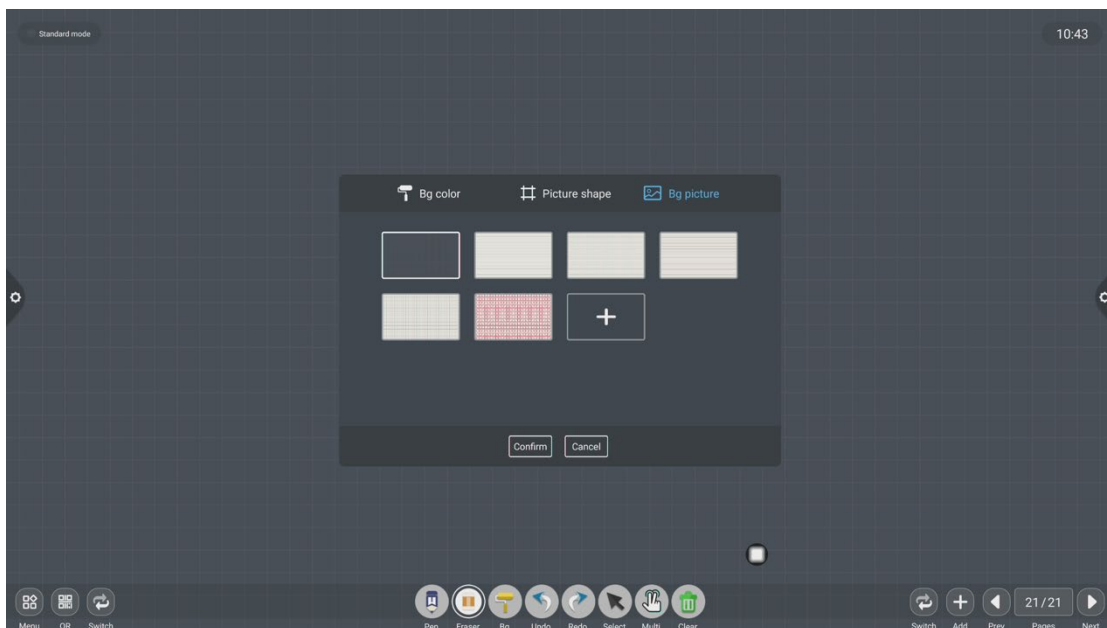 Standard mode
10:43
Bg color
Picture shape
Bg picture
Confirm
Cancel
21/21
Menu
QR
Switch
Pen
Eraser
Bg
Undo
Redo
Select
Multi
Clear
Switch
Add
Prev
Pages
Next